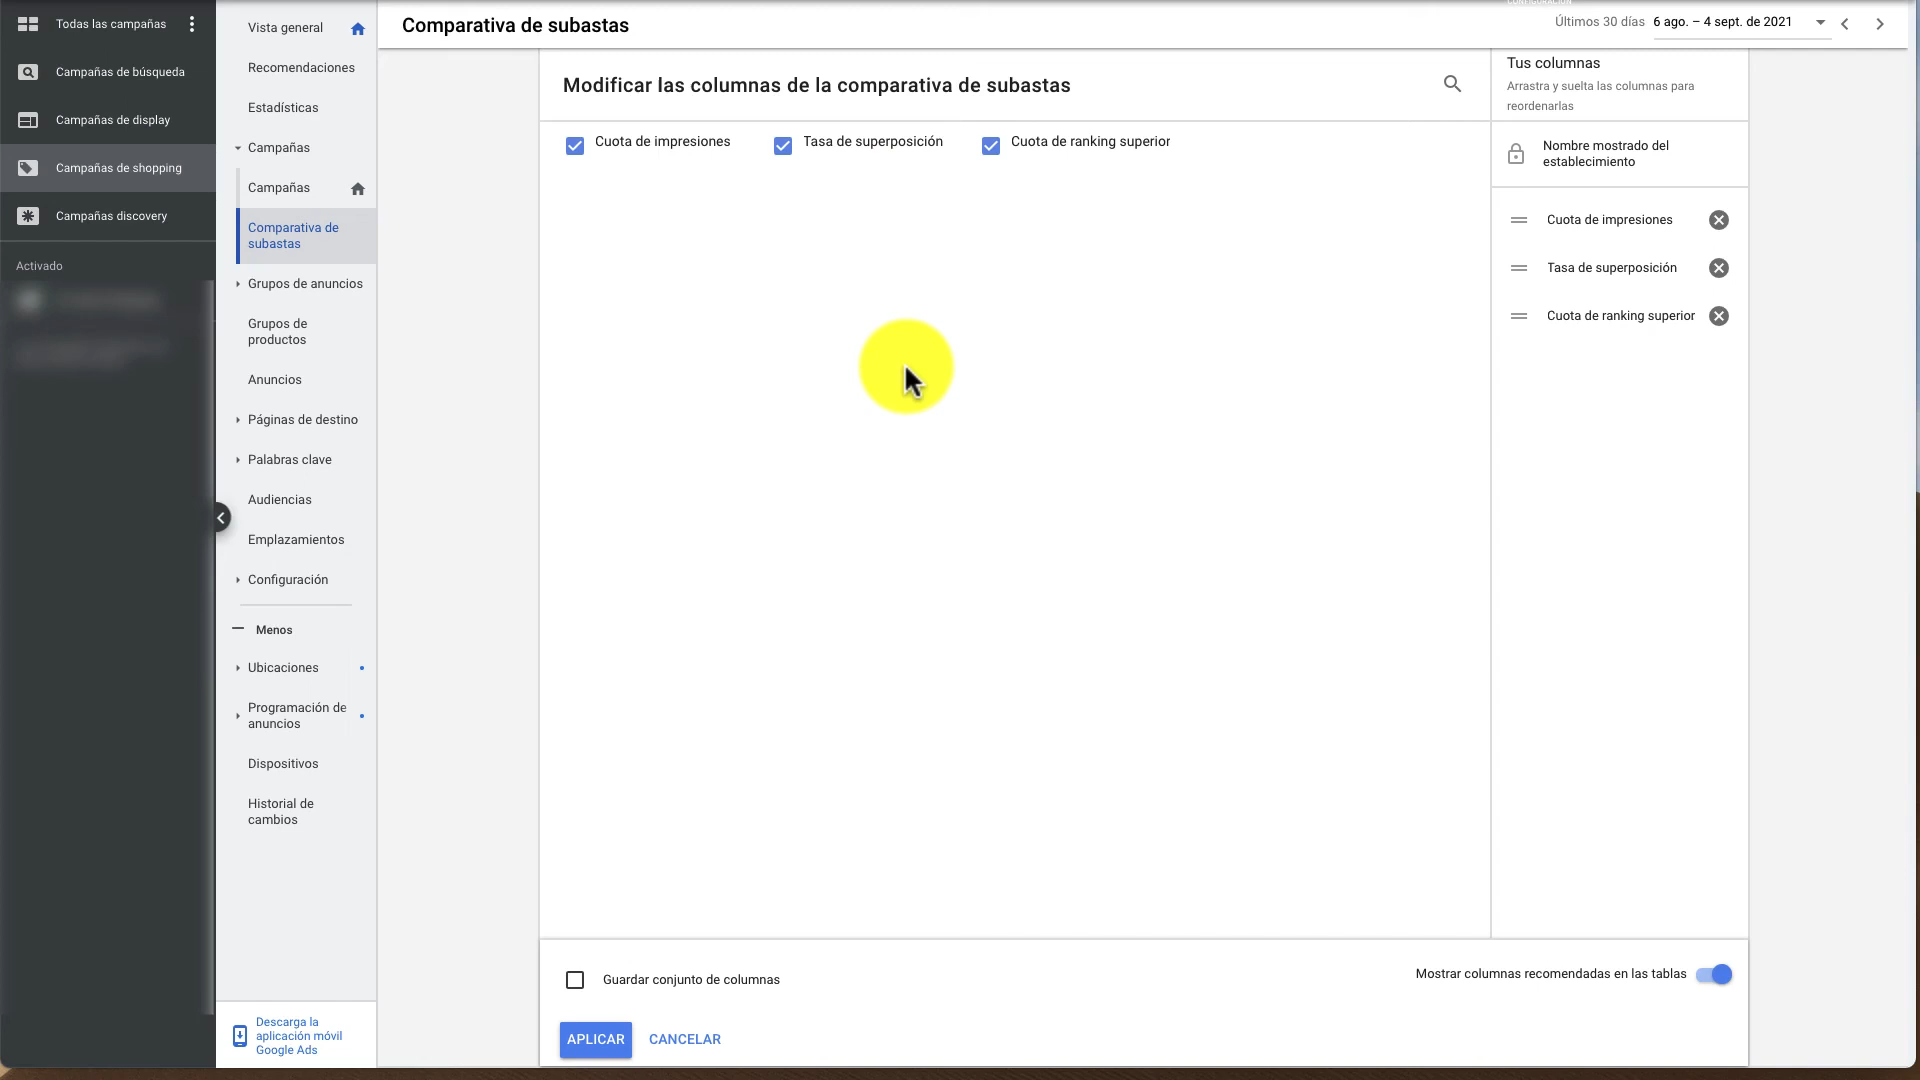 Todas las campañas
Campañas de búsqueda
Campañas de display
Campañas de shopping
Campañas discovery
Activado
Vista general
Recomendaciones
Estadísticas
Campañas
Campañas
Comparativa de
subastas
Grupos de anuncios
Grupos de
productos
Anuncios
Páginas de destino
Palabras clave
Audiencias
Emplazamientos
Configuración
Menos
Ubicaciones
Programación de
anuncios
Dispositivos
Historial de
cambios
Descarga la
aplicación móvil
Google Ads
Comparativa de subastas
Últimos 30 días 6 ago. – 4 sept. de 2021
Modificar las columnas de la comparativa de subastas
Cuota de impresiones
Tasa de superposición
Cuota de ranking superior
Tus columnas
Arrastra y suelta las columnas para
reordenarlas
Nombre mostrado del
establecimiento
Cuota de impresiones
Tasa de superposición
Cuota de ranking superior
Guardar conjunto de columnas
Mostrar columnas recomendadas en las tablas
APLICAR
CANCELAR